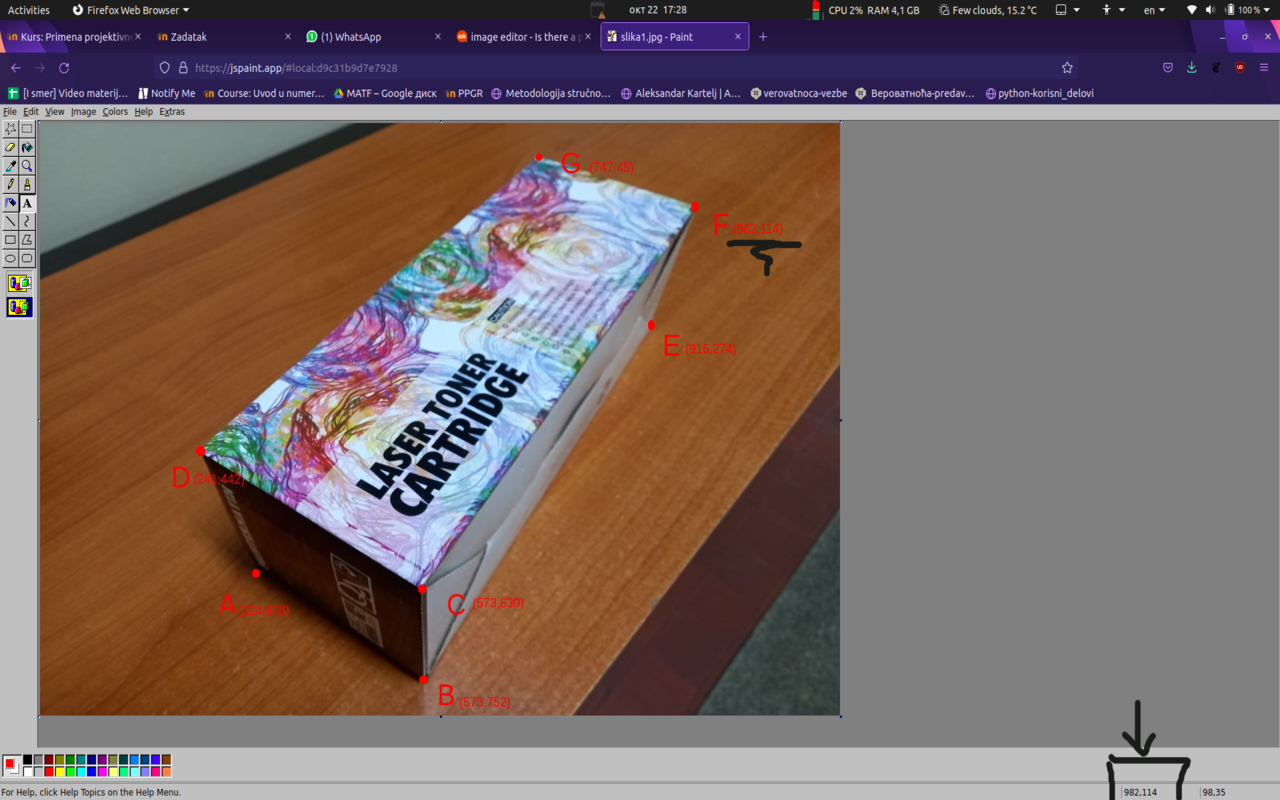 Activities
Firefox Web Browser
окт 22 17:28
CPU 2% RAM 4,1 GB
Few clouds, 15.2 °C
en
100 %
Kurs: Primena projektivn
Zadatak
(1) WhatsApp
image editor - Is there a p
slika1.jpg - Paint
https://jspaint.app/#local:d9c31b9d7e7928
[I smer] Video materij…
Notify Me
Course: Uvod u numer…
MATF – Google диск
PPGR
Metodologija stručno…
Aleksandar Kartelj | A…
verovatnoca-vezbe
Вероватноћа-predav…
python-korisni_delovi
File Edit View Image Colors Help Extras
G (747,45)
F (982,114)
E (916,274)
LASER TONER
CARTRIDGE
D (241,442)
A
C (573,630)
B (573,752)
For Help, click Help Topics on the Help Menu.
982,114
98,35